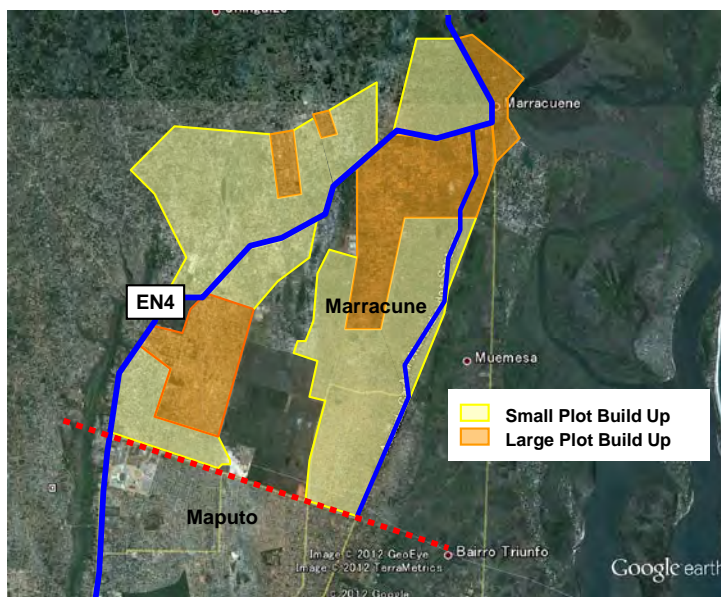 Marracuene
EN4
Marracune
Muemesa
Small Plot Build Up
Large Plot Build Up
Maputo
Image © 2012 GeoEye
Image © 2012 TerraMetrics
© 2012 Google
Bairro Triunfo
Google earth